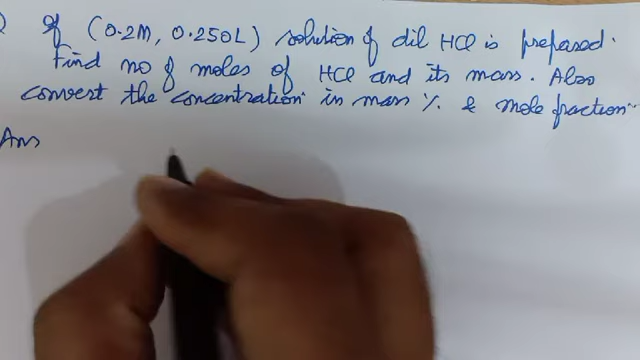 If (0.2M, 0.250L) solution of dil HCl is prepared.
Find no of moles of HCl and its mass. Also
convert the concentration in mass % & mole fraction.
Ans